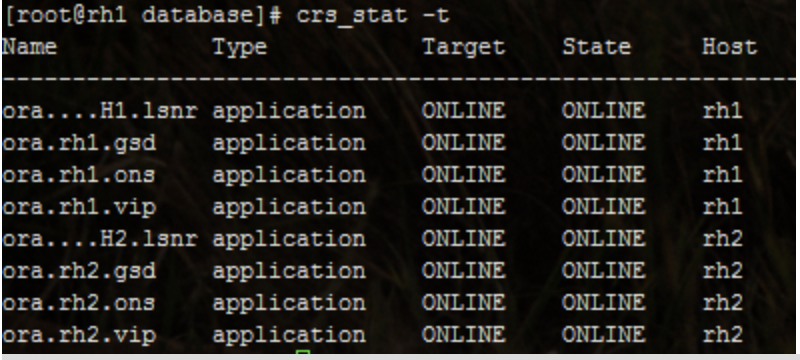 [root@rh1 database]# crs_stat -t
Name           Type           Target    State     Host
------------------------------------------------------------
ora....H1.lsnr application    ONLINE    ONLINE    rh1
ora.rh1.gsd    application    ONLINE    ONLINE    rh1
ora.rh1.ons    application    ONLINE    ONLINE    rh1
ora.rh1.vip    application    ONLINE    ONLINE    rh1
ora....H2.lsnr application    ONLINE    ONLINE    rh2
ora.rh2.gsd    application    ONLINE    ONLINE    rh2
ora.rh2.ons    application    ONLINE    ONLINE    rh2
ora.rh2.vip    application    ONLINE    ONLINE    rh2